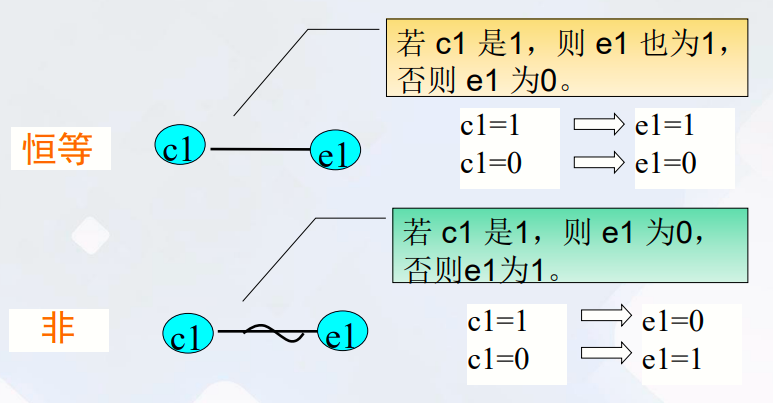 若 c1 是1，则 e1 也为1，
否则 e1 为0。
恒等
c1
e1
c1=1
e1=1
c1=0
e1=0
若 c1 是1，则 e1 为0，
否则e1为1。
非
c1
e1
c1=1
e1=0
c1=0
e1=1